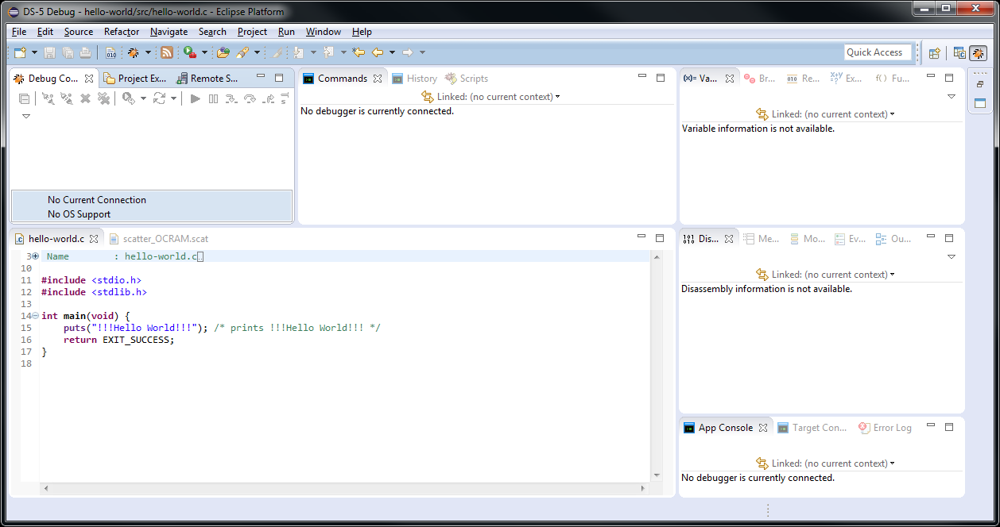 DS-5 Debug - hello-world/src/hello-world.c - Eclipse Platform
File Edit Source Refactor Navigate Search Project Run Window Help
Quick Access
Debug Co... Project Ex... Remote S...
No Current Connection
No OS Support
Commands History Scripts
Linked: (no current context)
No debugger is currently connected.
(x)= Va... Br... Re... Ex... Fu...
Linked: (no current context)
Variable information is not available.
hello-world.c scatter_OCRAM.scat
3 Name : hello-world.c
10
11 #include <stdio.h>
12 #include <stdlib.h>
13
14 int main(void) {
15 puts("!!!Hello World!!!"); /* prints !!!Hello World!!! */
16 return EXIT_SUCCESS;
17 }
18
Dis... Me... Mo... Ev... Ou...
Linked: (no current context)
Disassembly information is not available.
App Console Target Con... Error Log
Linked: (no current context)
No debugger is currently connected.